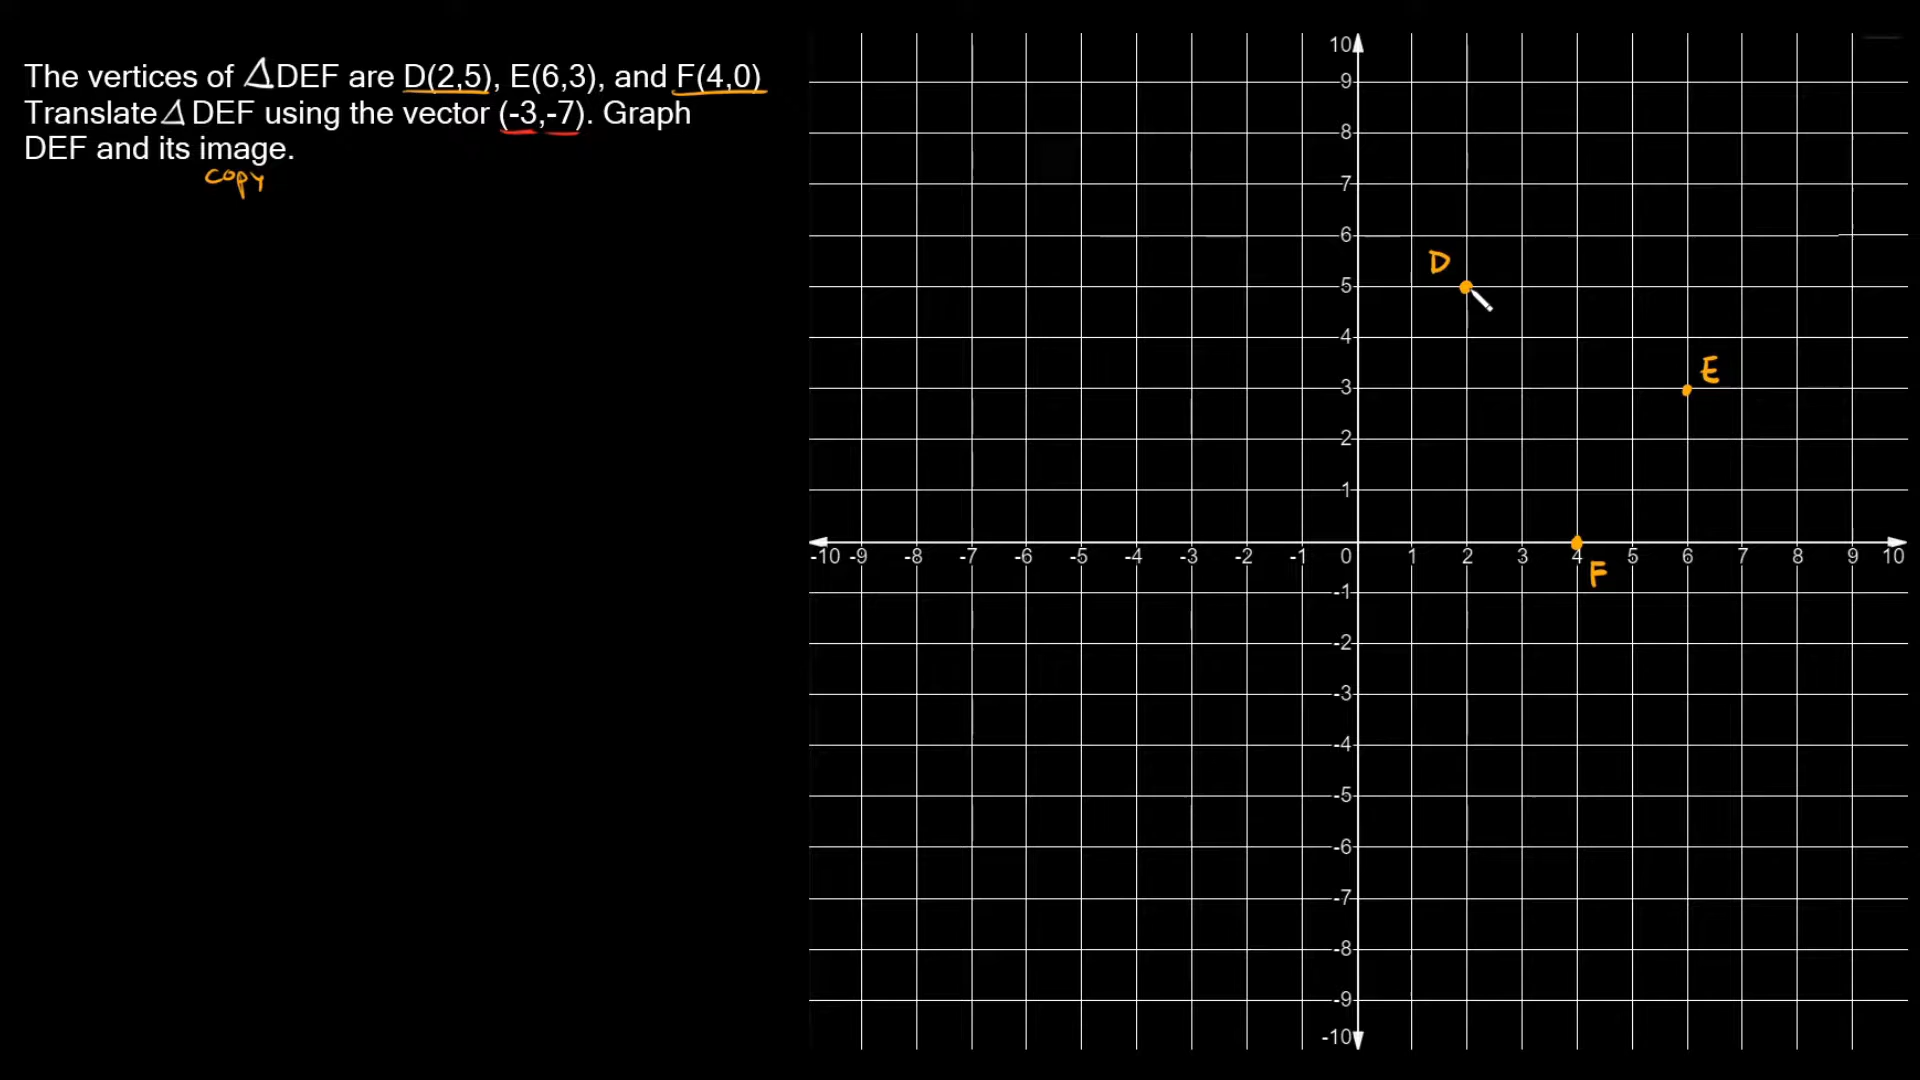 The vertices of △DEF are D(2,5), E(6,3), and F(4,0)
Translate△DEF using the vector (-3,-7). Graph
DEF and its image.
copy
10
9
8
7
6
D
5
4
E
3
2
1
-10 -9 -8 -7 -6 -5 -4 -3 -2 -1 0 1 2 3 4 5 6 7 8 9 10
F
-1
-2
-3
-4
-5
-6
-7
-8
-9
-10